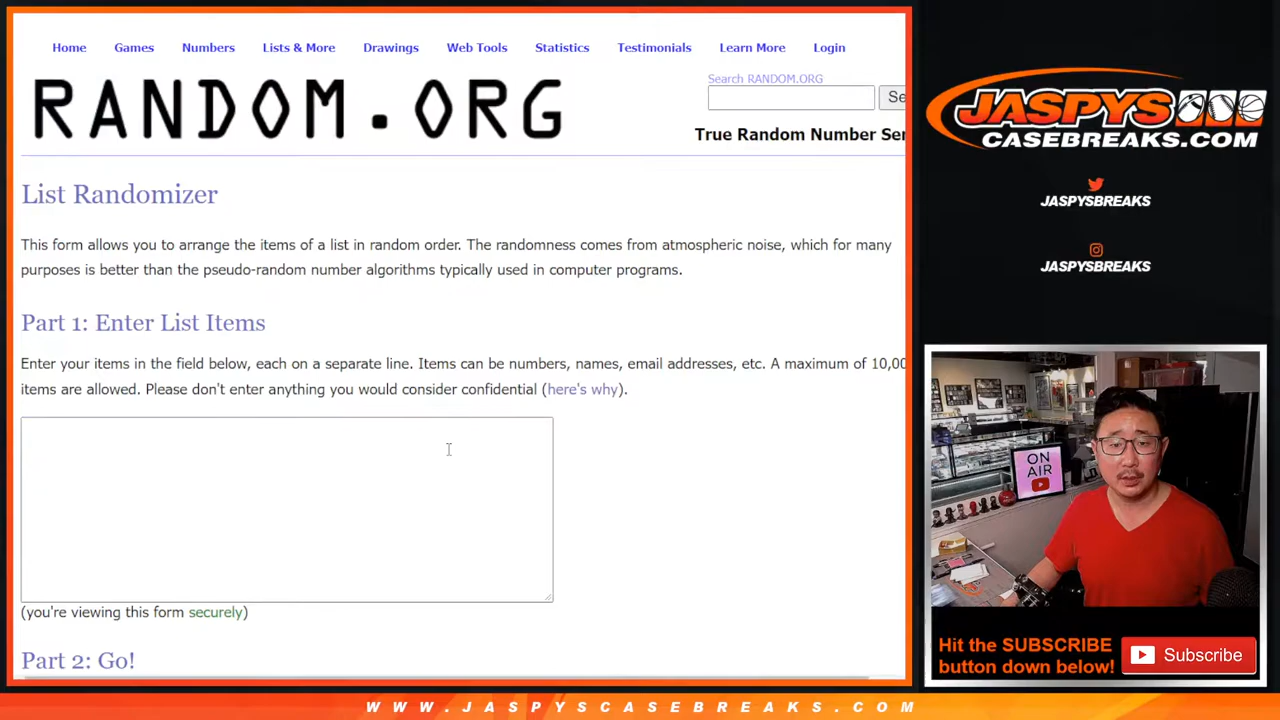 Home Games Numbers Lists & More Drawings Web Tools Statistics Testimonials Learn More Login
RANDOM.ORG
Search RANDOM.ORG
Se
True Random Number Ser
List Randomizer
This form allows you to arrange the items of a list in random order. The randomness comes from atmospheric noise, which for many
purposes is better than the pseudo-random number algorithms typically used in computer programs.
Part 1: Enter List Items
Enter your items in the field below, each on a separate line. Items can be numbers, names, email addresses, etc. A maximum of 10,00
items are allowed. Please don't enter anything you would consider confidential (here's why).
(you're viewing this form securely)
Part 2: Go!
JASPYS
CASEBREAKS.COM
JASPYSBREAKS
JASPYSBREAKS
ON
AIR
Hit the SUBSCRIBE
button down below!
Subscribe
WWW.JASPYSCASEBREAKS.COM